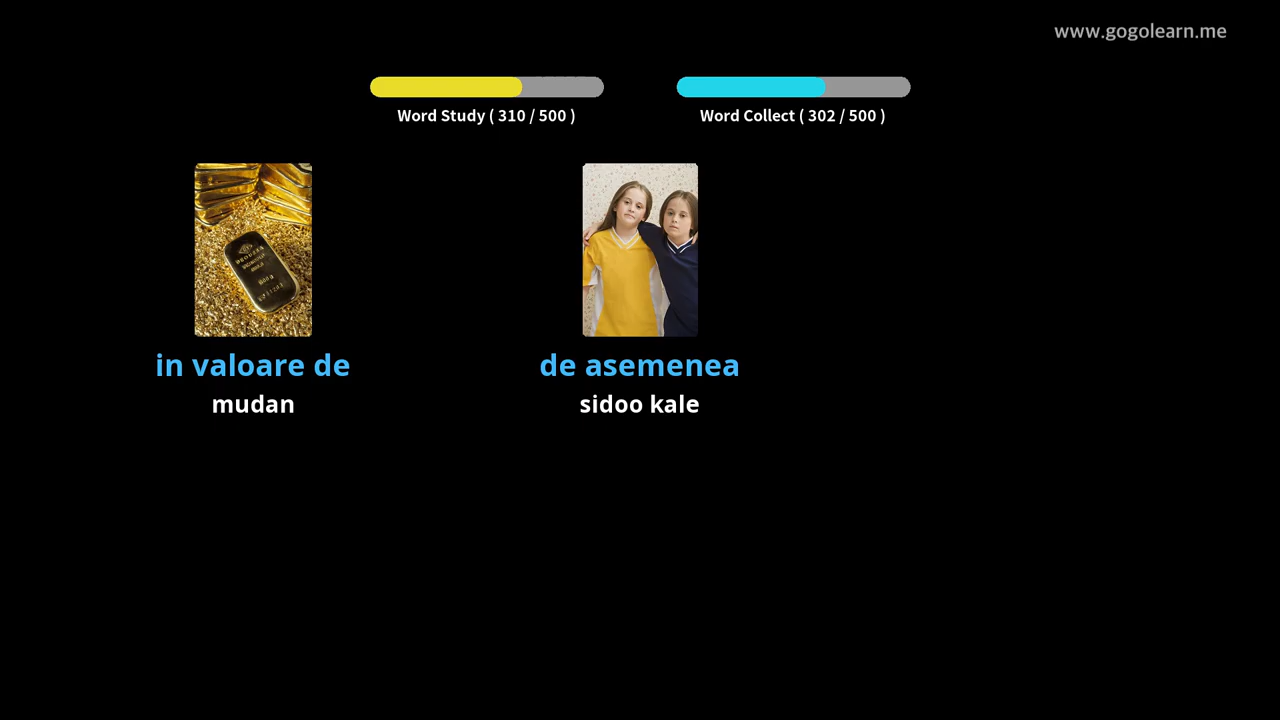 www.gogolearn.me
Word Study ( 310 / 500 )
Word Collect ( 302 / 500 )
in valoare de
mudan
de asemenea
sidoo kale